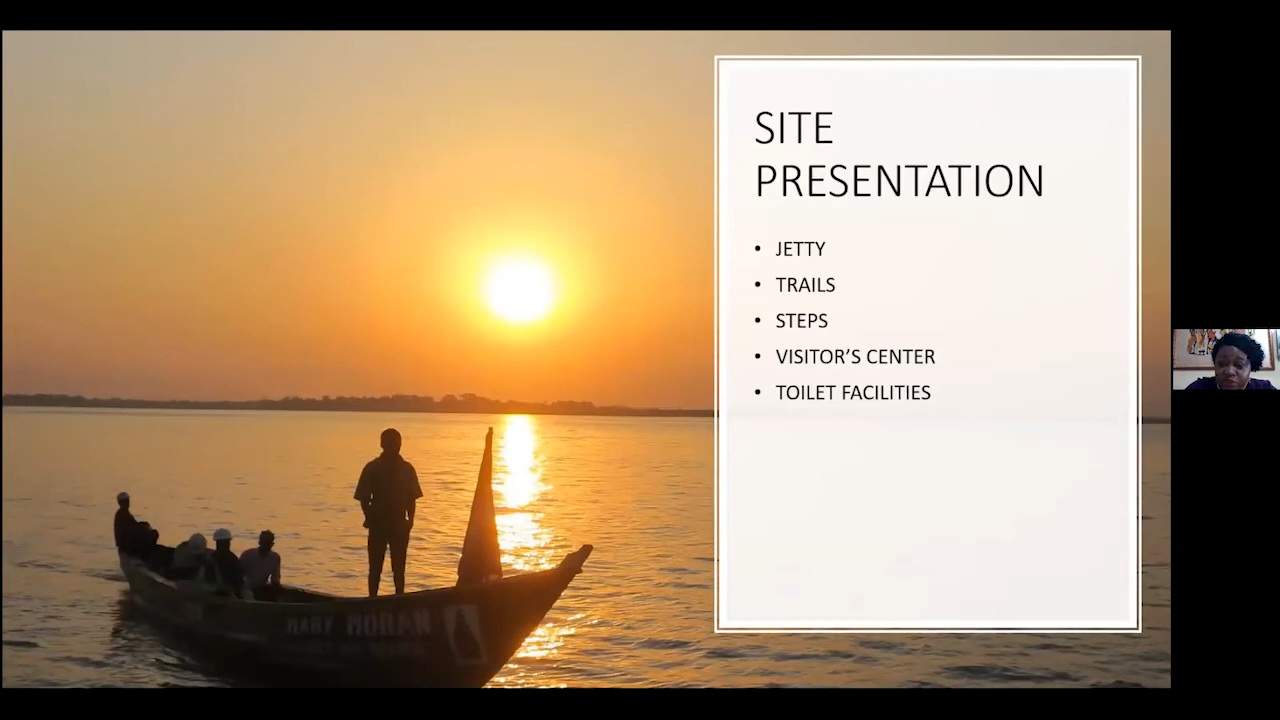 SITE
PRESENTATION
• JETTY
• TRAILS
• STEPS
• VISITOR’S CENTER
• TOILET FACILITIES